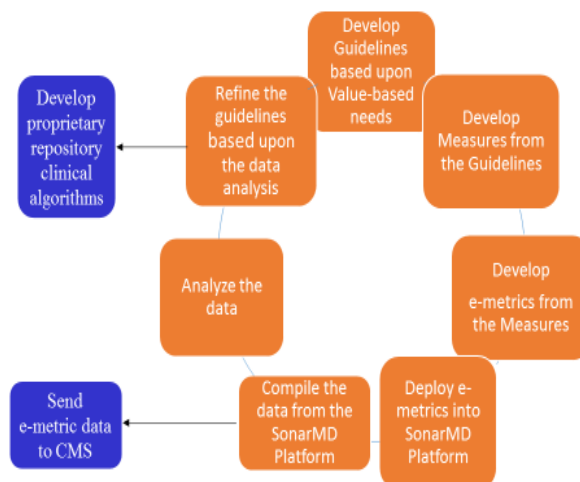 Develop
Guidelines
based upon
Value-based
needs
Develop
Measures from
the Guidelines
Develop
e-metrics from
the Measures
Deploy e-
metrics into
SonarMD
Platform
Compile the
data from the
SonarMD
Platform
Send
e-metric data
to CMS
Analyze the
data
Refine the
guidelines
based upon
the data
analysis
Develop
proprietary
repository
clinical
algorithms